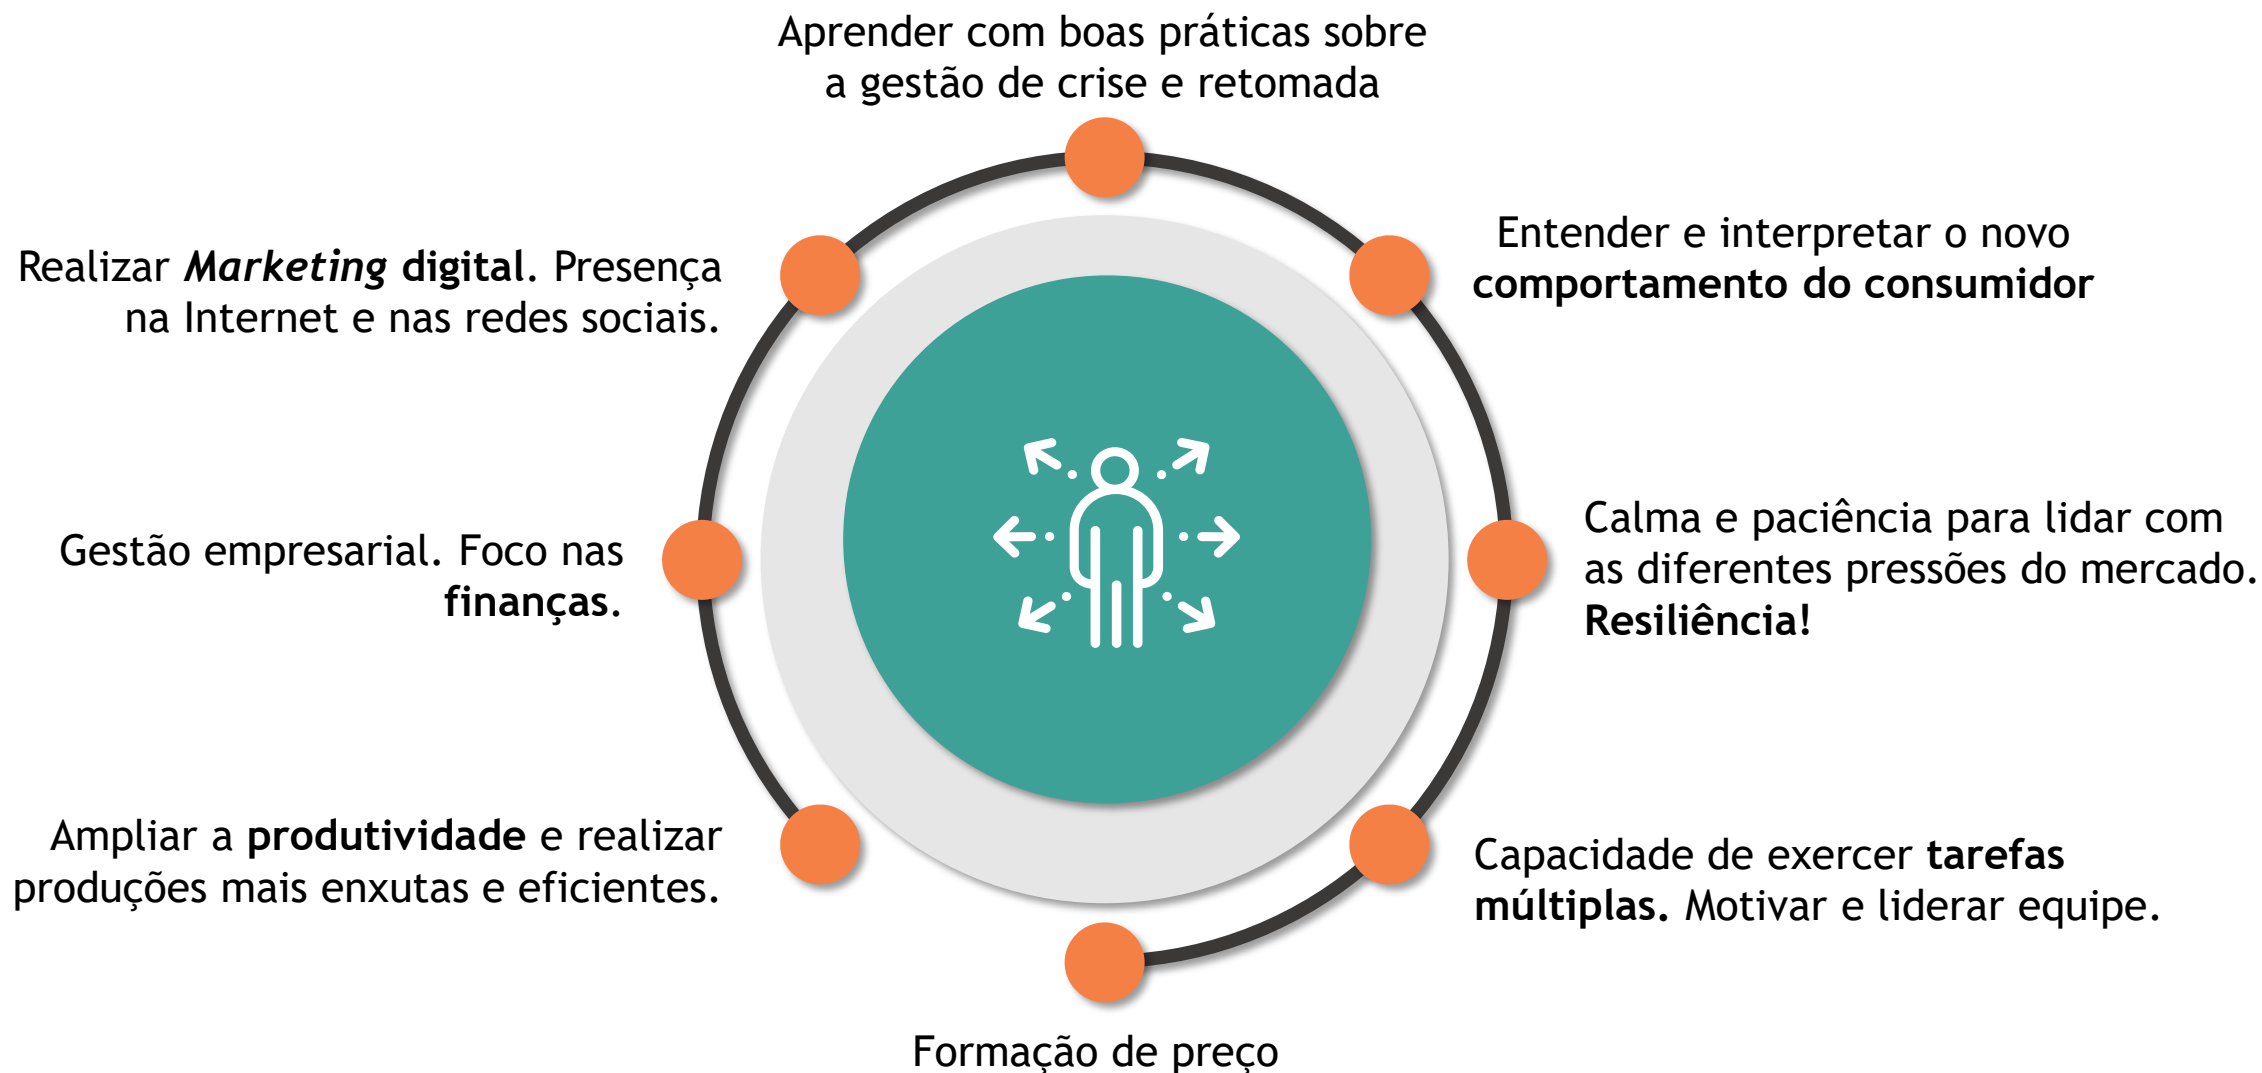 Aprender com boas práticas sobre
a gestão de crise e retomada
Realizar Marketing digital. Presença
na Internet e nas redes sociais.
Entender e interpretar o novo
comportamento do consumidor
Gestão empresarial. Foco nas
finanças.
Calma e paciência para lidar com
as diferentes pressões do mercado.
Resiliência!
Ampliar a produtividade e realizar
produções mais enxutas e eficientes.
Capacidade de exercer tarefas
múltiplas. Motivar e liderar equipe.
Formação de preço